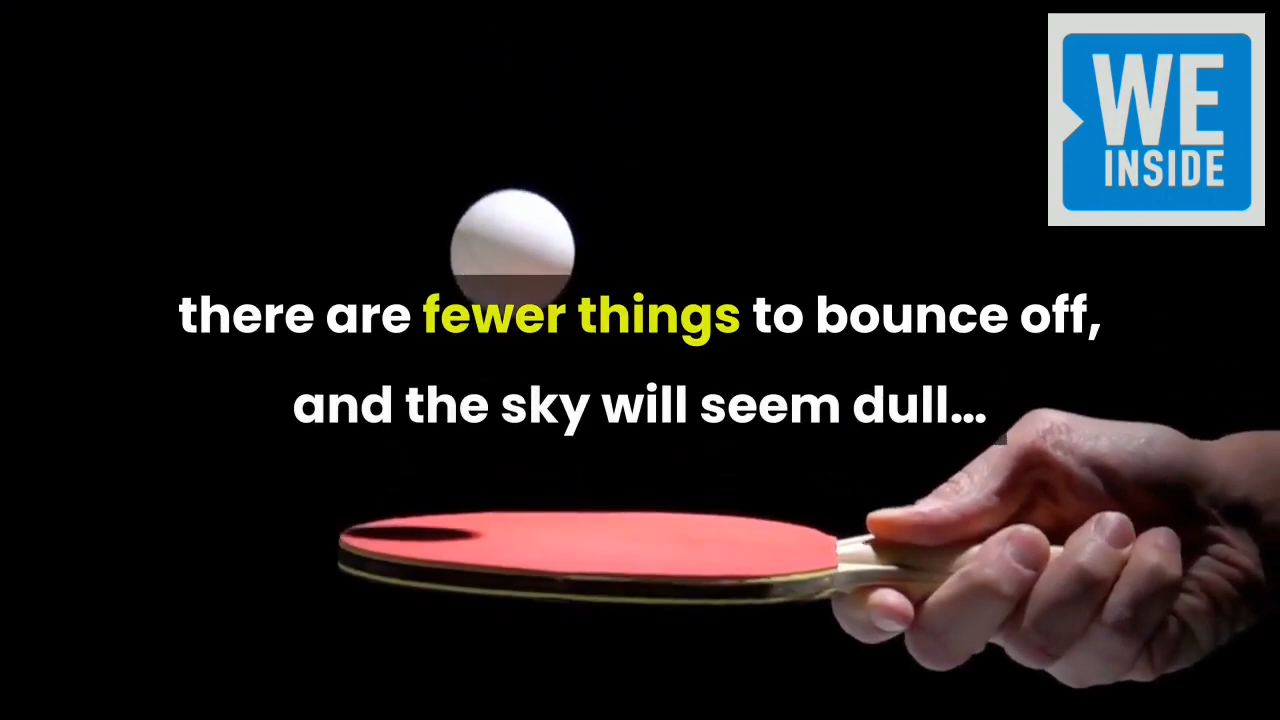 WE
INSIDE
there are fewer things to bounce off,
and the sky will seem dull...